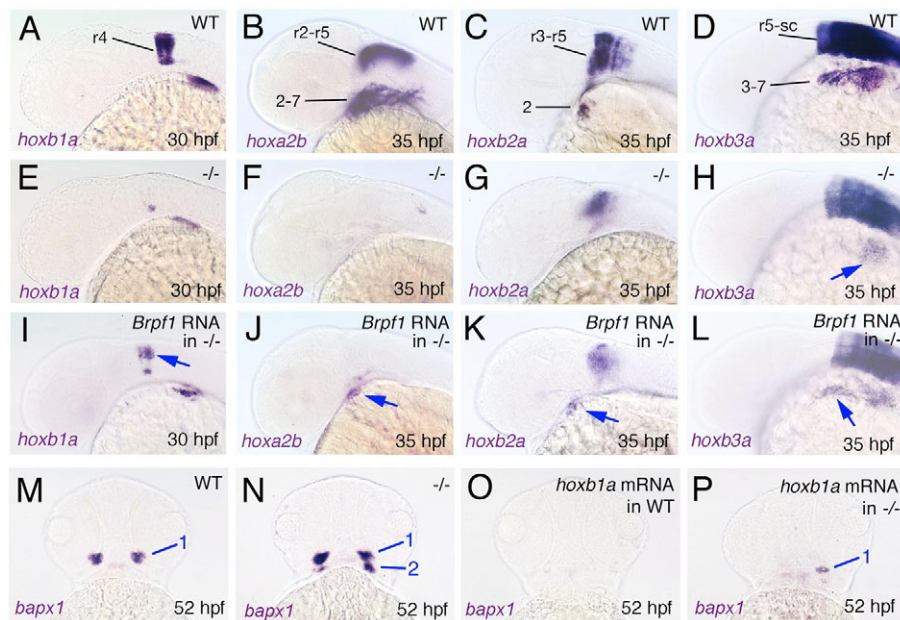 A WT r4 hoxb1a 30 hpf
B WT r2-r5 2-7 hoxa2b 35 hpf
C WT r3-r5 2 hoxb2a 35 hpf
D WT r5-sc 3-7 hoxb3a 35 hpf
E -/- hoxb1a 30 hpf
F -/- hoxa2b 35 hpf
G -/- hoxb2a 35 hpf
H -/- hoxb3a 35 hpf
I Brpf1 RNA in -/- hoxb1a 30 hpf
J Brpf1 RNA in -/- hoxa2b 35 hpf
K Brpf1 RNA in -/- hoxb2a 35 hpf
L Brpf1 RNA in -/- hoxb3a 35 hpf
M WT 1 bapx1 52 hpf
N -/- 1 2 bapx1 52 hpf
O hoxb1a mRNA in WT bapx1 52 hpf
P hoxb1a mRNA in -/- 1 bapx1 52 hpf